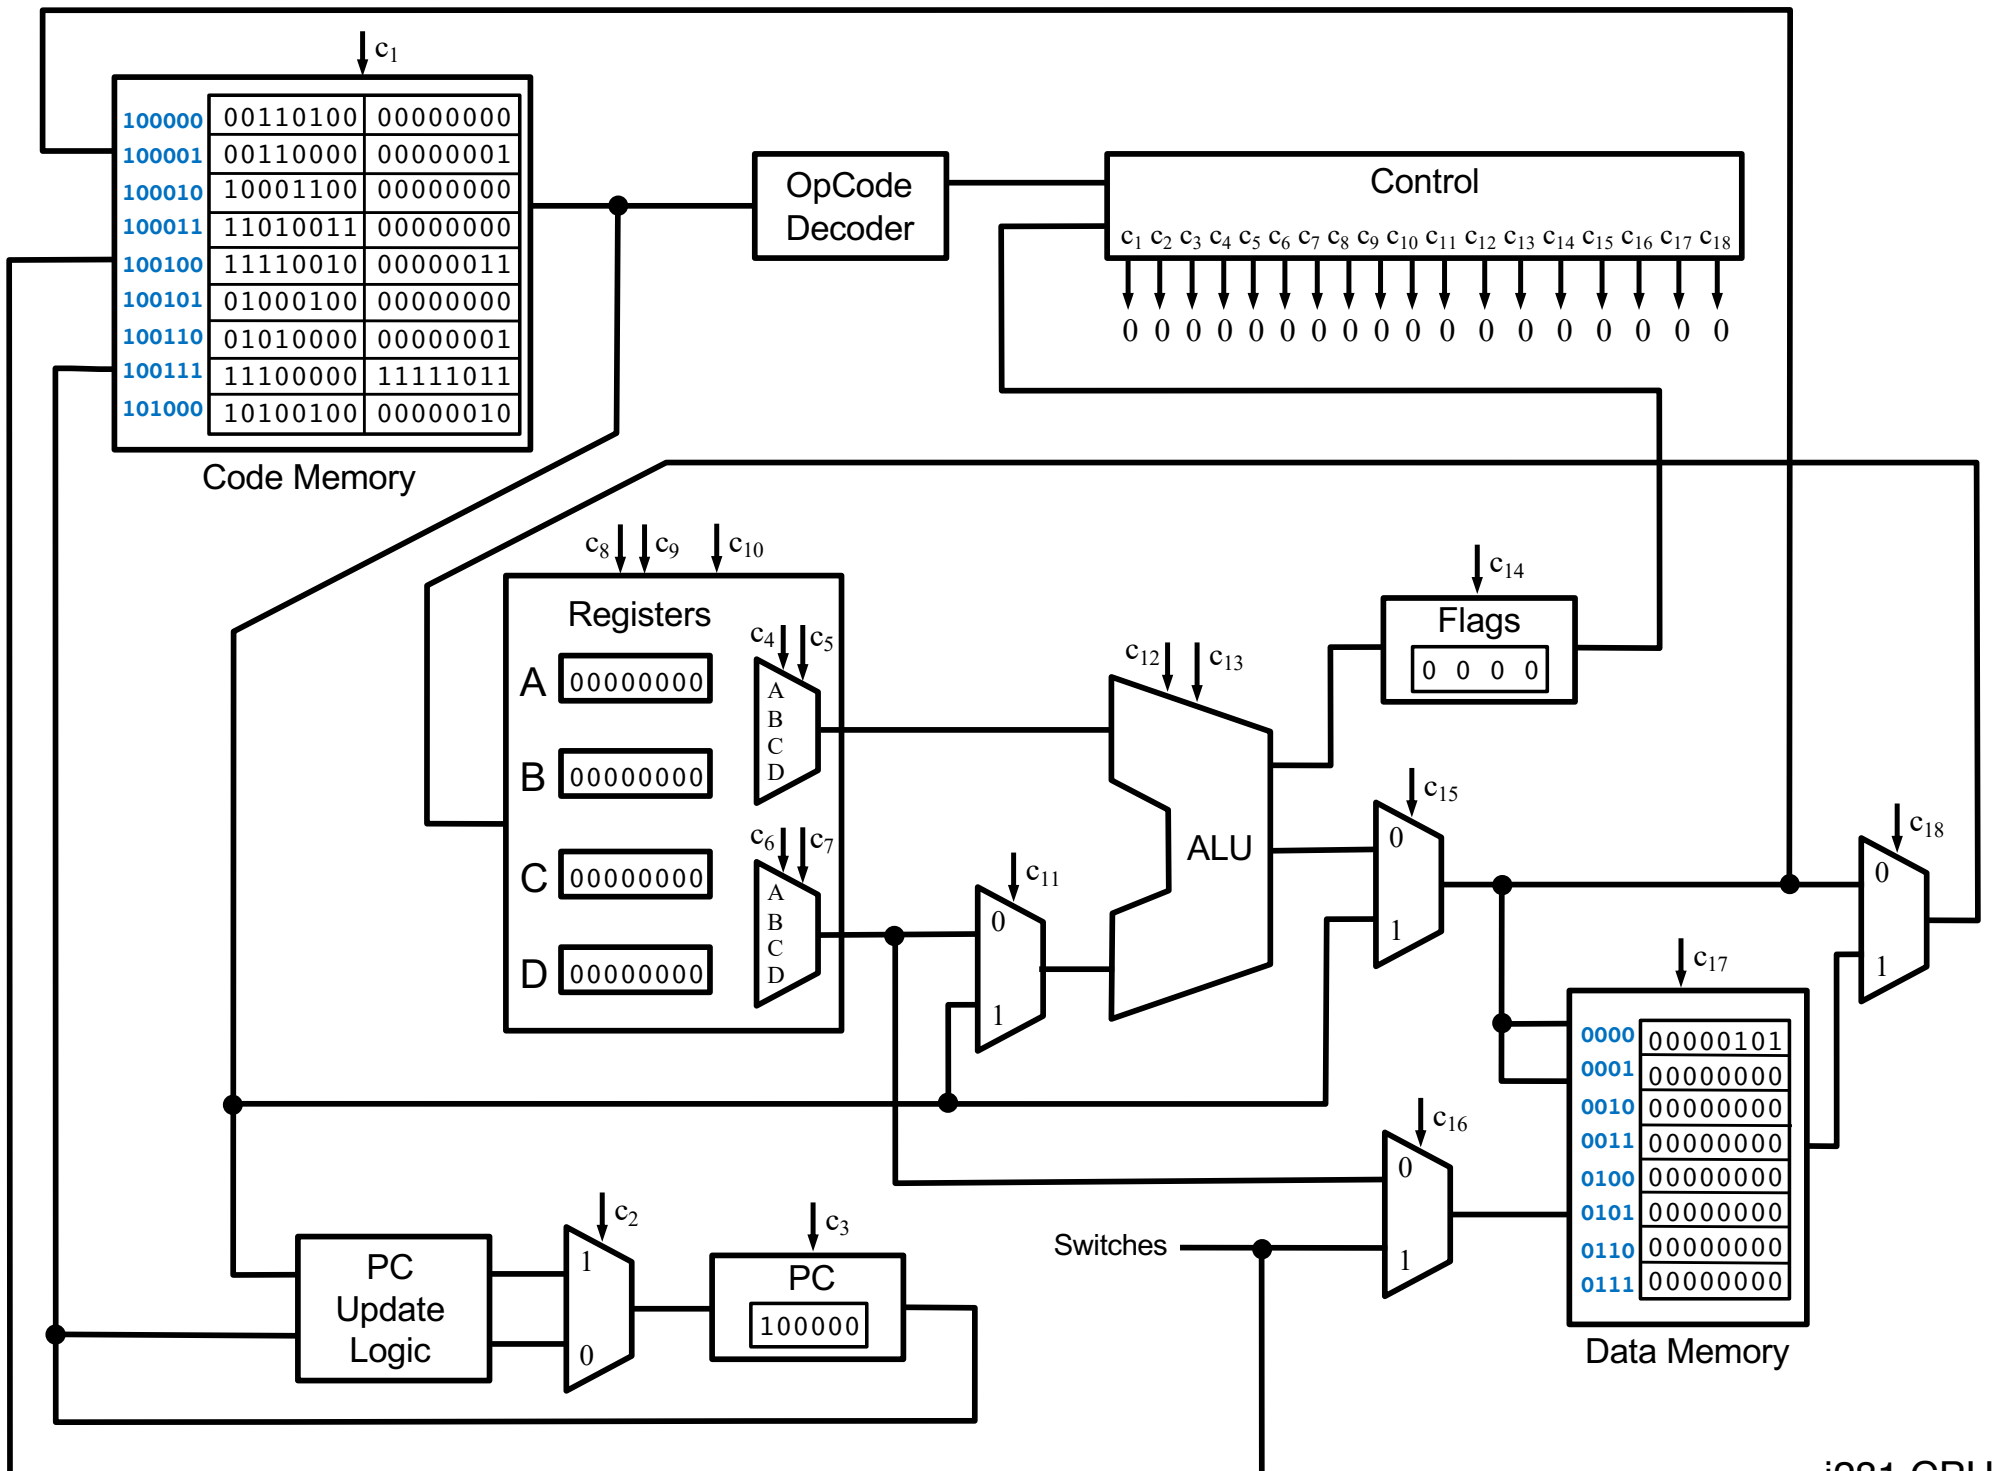 c1
100000 00110100 00000000
100001 00110000 00000001
100010 10001100 00000000
100011 11010011 00000000
100100 11110010 00000011
100101 01000100 00000000
100110 01010000 00000001
100111 11100000 11111011
101000 10100100 00000010
Code Memory
OpCode
Decoder
Control
c1 c2 c3 c4 c5 c6 c7 c8 c9 c10 c11 c12 c13 c14 c15 c16 c17 c18
0 0 0 0 0 0 0 0 0 0 0 0 0 0 0 0 0 0
c8 c9 c10
Registers
A 00000000
B 00000000
C 00000000
D 00000000
c4 c5
A
B
C
D
c6 c7
A
B
C
D
c11
0
1
c12 c13
ALU
c14
Flags
0 0 0 0
c15
0
1
c18
0
1
c17
0000 00000101
0001 00000000
0010 00000000
0011 00000000
0100 00000000
0101 00000000
0110 00000000
0111 00000000
Data Memory
c16
0
1
Switches
PC
Update
Logic
c2
1
0
c3
PC
100000